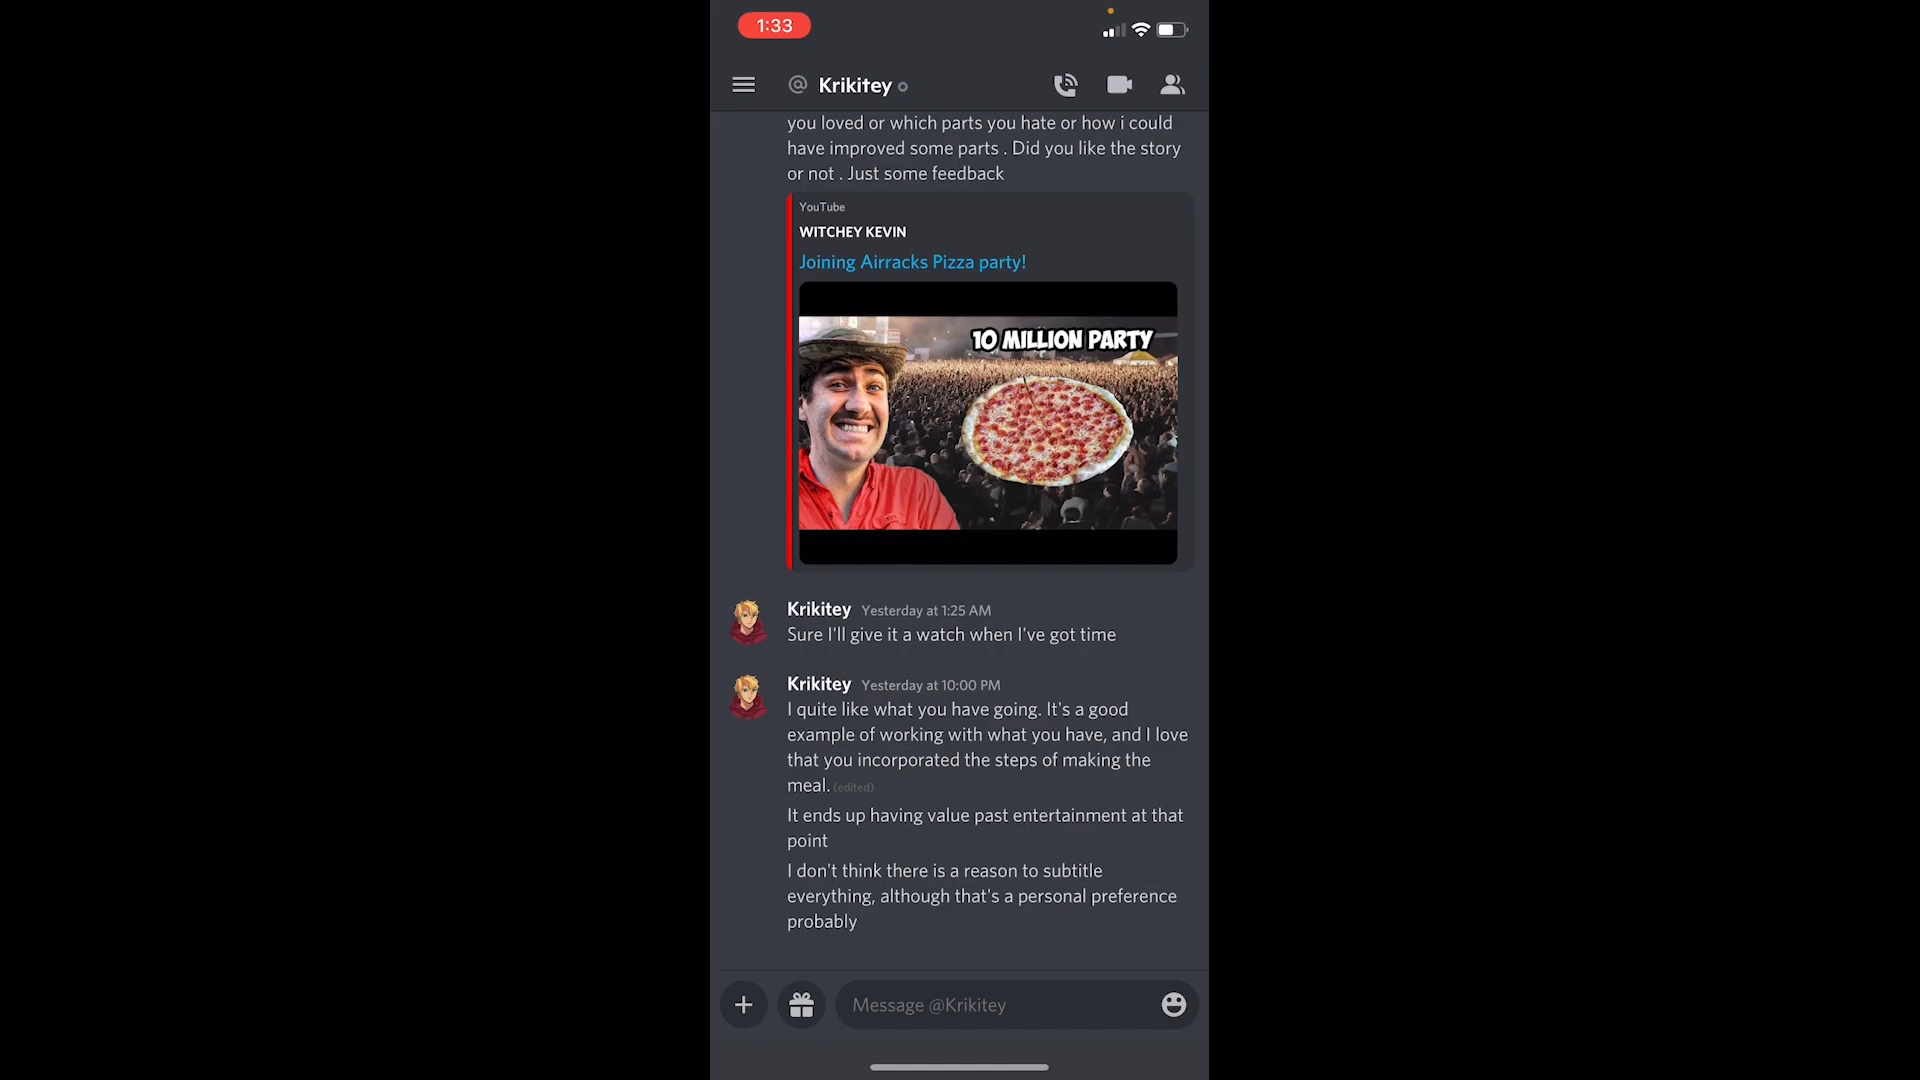 1:33
@ Krikitey
you loved or which parts you hate or how i could
have improved some parts . Did you like the story
or not . Just some feedback
YouTube
WITCHEY KEVIN
Joining Airracks Pizza party!
10 MILLION PARTY
Krikitey Yesterday at 1:25 AM
Sure I'll give it a watch when I've got time
Krikitey Yesterday at 10:00 PM
I quite like what you have going. It's a good
example of working with what you have, and I love
that you incorporated the steps of making the
meal. (edited)
It ends up having value past entertainment at that
point
I don't think there is a reason to subtitle
everything, although that's a personal preference
probably
Message @Krikitey